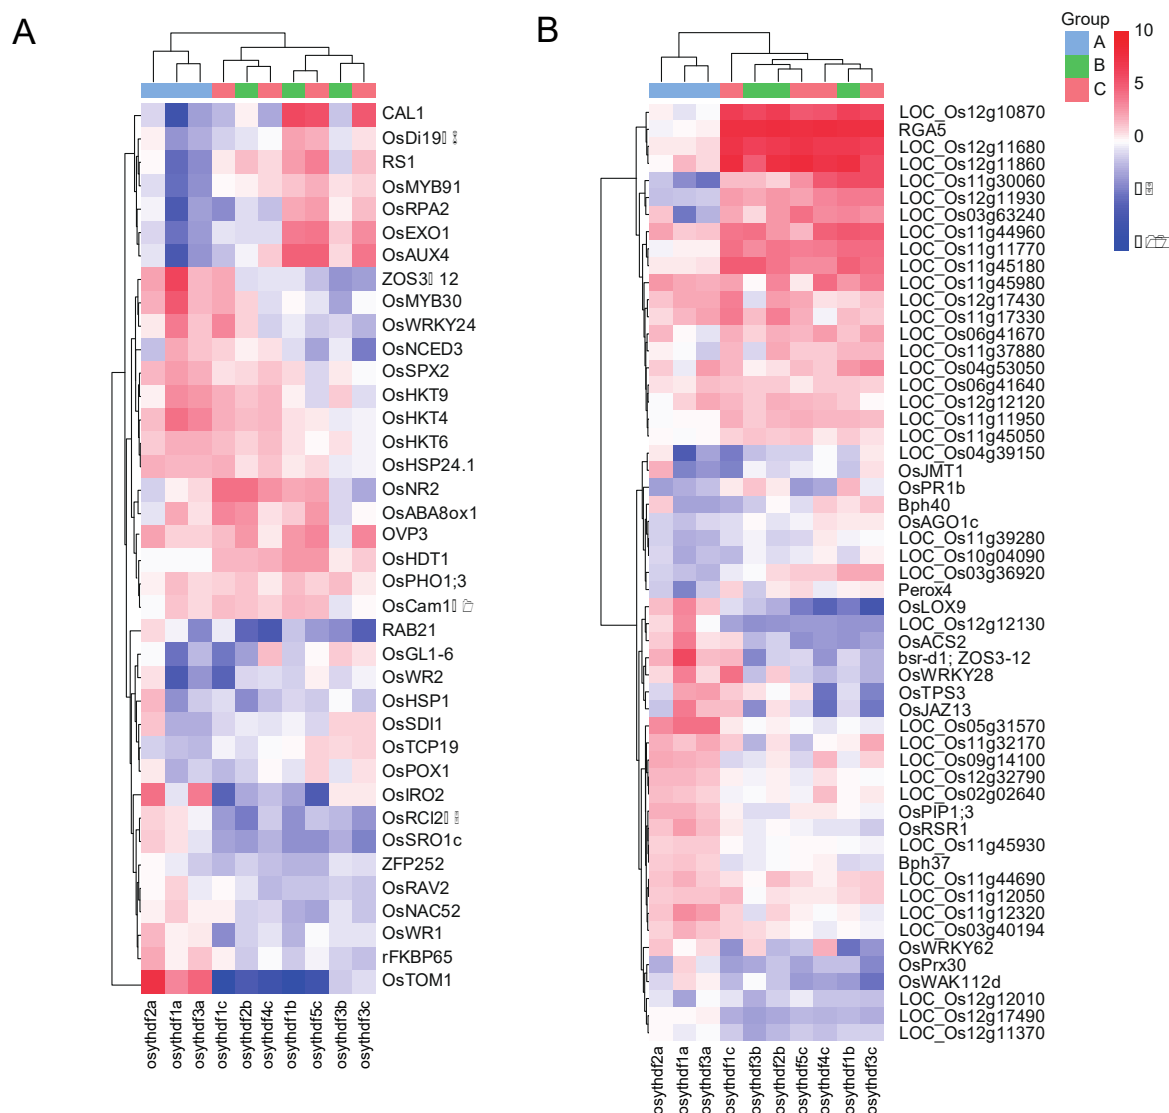 A
B
Group
A
B
C
10
5
0
CAL1
OsDi19
RS1
OsMYB91
OsRPA2
OsEXO1
OsAUX4
ZOS3 12
OsMYB30
OsWRKY24
OsNCED3
OsSPX2
OsHKT9
OsHKT4
OsHKT6
OsHSP24.1
OsNR2
OsABA8ox1
OVP3
OsHDT1
OsPHO1;3
OsCam1
RAB21
OsGL1-6
OsWR2
OsHSP1
OsSDI1
OsTCP19
OsPOX1
OsIRO2
OsRCI2
OsSRO1c
ZFP252
OsRAV2
OsNAC52
OsWR1
rFKBP65
OsTOM1
osythdf2a
osythdf1a
osythdf3a
osythdf1c
osythdf2b
osythdf4c
osythdf1b
osythdf5c
osythdf3b
osythdf3c
LOC_Os12g10870
RGA5
LOC_Os12g11680
LOC_Os12g11860
LOC_Os11g30060
LOC_Os12g11930
LOC_Os03g63240
LOC_Os11g44960
LOC_Os11g11770
LOC_Os11g45180
LOC_Os11g45980
LOC_Os12g17430
LOC_Os11g17330
LOC_Os06g41670
LOC_Os11g37880
LOC_Os04g53050
LOC_Os06g41640
LOC_Os12g12120
LOC_Os11g11950
LOC_Os11g45050
LOC_Os04g39150
OsJMT1
OsPR1b
Bph40
OsAGO1c
LOC_Os11g39280
LOC_Os10g04090
LOC_Os03g36920
Perox4
OsLOX9
LOC_Os12g12130
OsACS2
bsr-d1; ZOS3-12
OsWRKY28
OsTPS3
OsJAZ13
LOC_Os05g31570
LOC_Os11g32170
LOC_Os09g14100
LOC_Os12g32790
LOC_Os02g02640
OsPIP1;3
OsRSR1
LOC_Os11g45930
Bph37
LOC_Os11g44690
LOC_Os11g12050
LOC_Os11g12320
LOC_Os03g40194
OsWRKY62
OsPrx30
OsWAK112d
LOC_Os12g12010
LOC_Os12g17490
LOC_Os12g11370
osythdf2a
osythdf1a
osythdf3a
osythdf1c
osythdf3b
osythdf2b
osythdf5c
osythdf4c
osythdf1b
osythdf3c